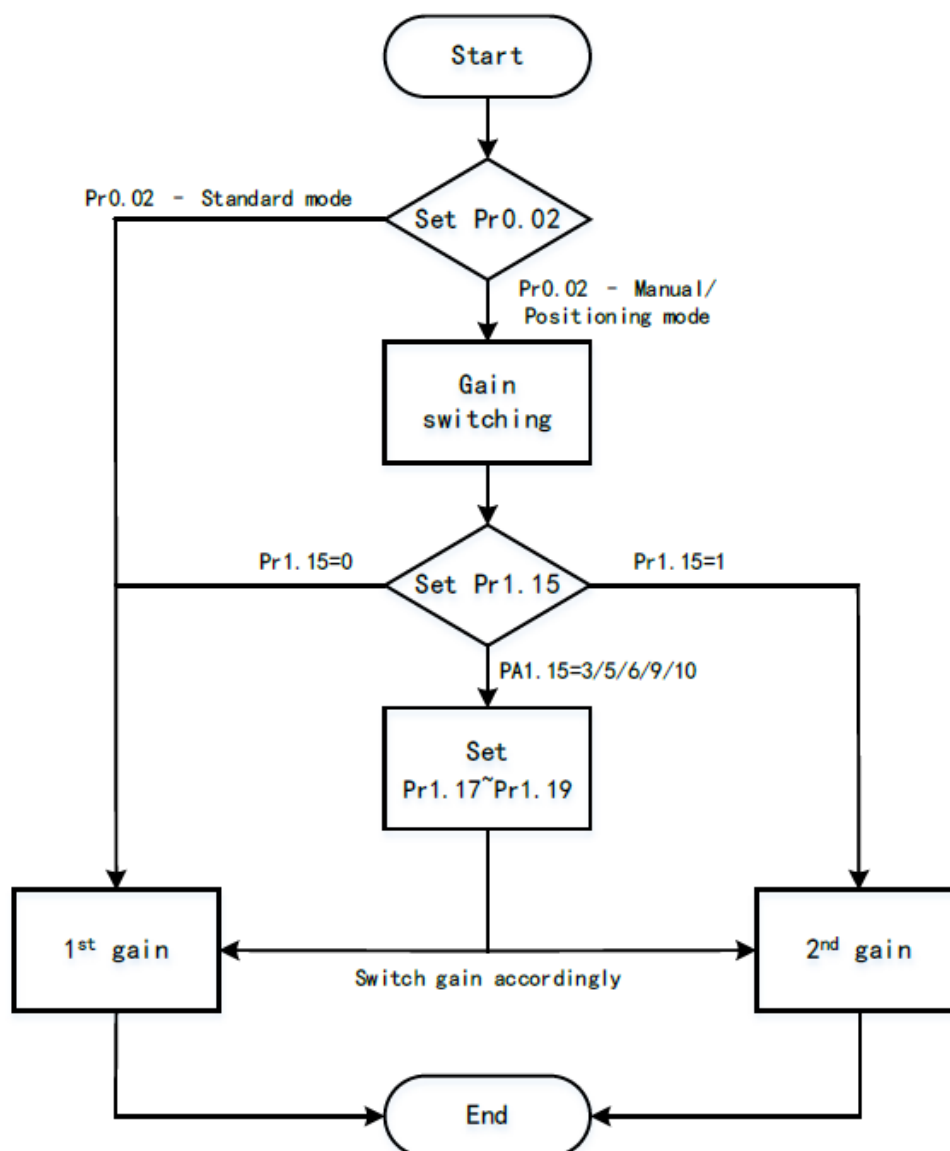 Start
Pr0.02 - Standard mode
Set Pr0.02
Pr0.02 - Manual/
Positioning mode
Gain
switching
Pr1.15=0
Set Pr1.15
Pr1.15=1
PA1.15=3/5/6/9/10
Set
Pr1.17~Pr1.19
1st gain
2nd gain
Switch gain accordingly
End